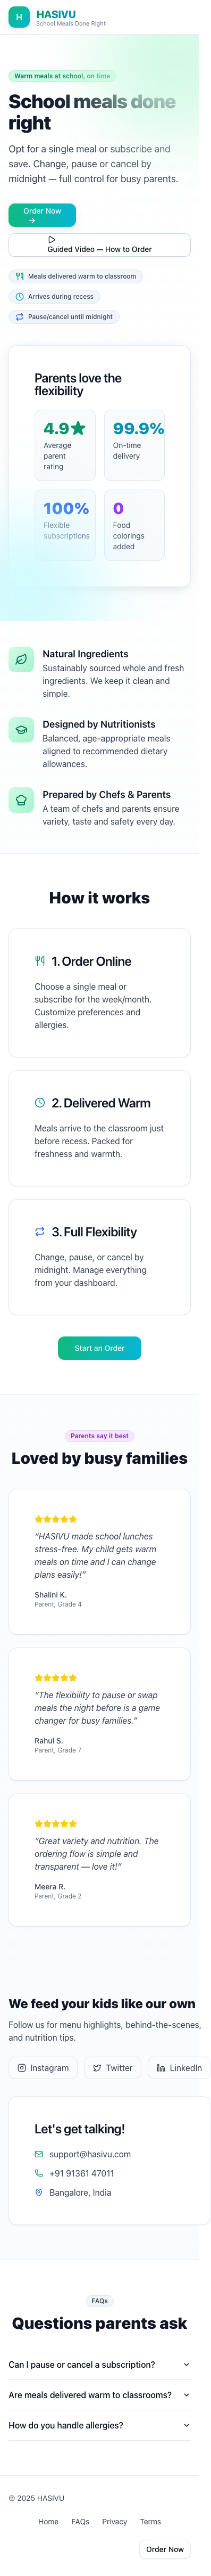 H
HASIVU
School Meals Done Right
Warm meals at school, on time
School meals done
right
Opt for a single meal or subscribe and
save. Change, pause or cancel by
midnight — full control for busy parents.
Order Now
Guided Video — How to Order
Meals delivered warm to classroom
Arrives during recess
Pause/cancel until midnight
Parents love the
flexibility
4.9★
Average
parent
rating
99.9%
On-time
delivery
100%
Flexible
subscriptions
0
Food
colorings
added
Natural Ingredients
Sustainably sourced whole and fresh
ingredients. We keep it clean and
simple.
Designed by Nutritionists
Balanced, age-appropriate meals
aligned to recommended dietary
allowances.
Prepared by Chefs & Parents
A team of chefs and parents ensure
variety, taste and safety every day.
How it works
1. Order Online
Choose a single meal or
subscribe for the week/month.
Customize preferences and
allergies.
2. Delivered Warm
Meals arrive to the classroom just
before recess. Packed for
freshness and warmth.
3. Full Flexibility
Change, pause, or cancel by
midnight. Manage everything
from your dashboard.
Start an Order
Parents say it best
Loved by busy families
“HASIVU made school lunches
stress-free. My child gets warm
meals on time and I can change
plans easily!”
Shalini K.
Parent, Grade 4
“The flexibility to pause or swap
meals the night before is a game
changer for busy families.”
Rahul S.
Parent, Grade 7
“Great variety and nutrition. The
ordering flow is simple and
transparent — love it!”
Meera R.
Parent, Grade 2
We feed your kids like our own
Follow us for menu highlights, behind-the-scenes,
and nutrition tips.
Instagram
Twitter
LinkedIn
Let's get talking!
support@hasivu.com
+91 91361 47011
Bangalore, India
FAQs
Questions parents ask
Can I pause or cancel a subscription?
Are meals delivered warm to classrooms?
How do you handle allergies?
© 2025 HASIVU
Home FAQs Privacy Terms
Order Now